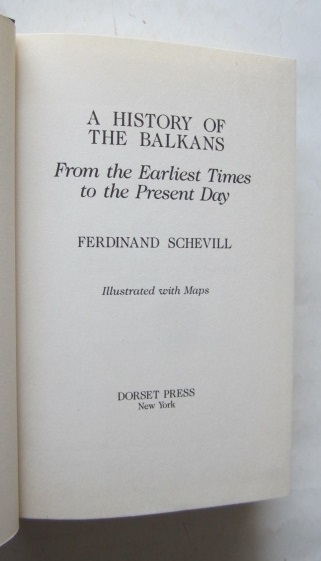 A HISTORY OF
THE BALKANS
From the Earliest Times
to the Present Day
FERDINAND SCHEVILL
Illustrated with Maps
DORSET PRESS
New York